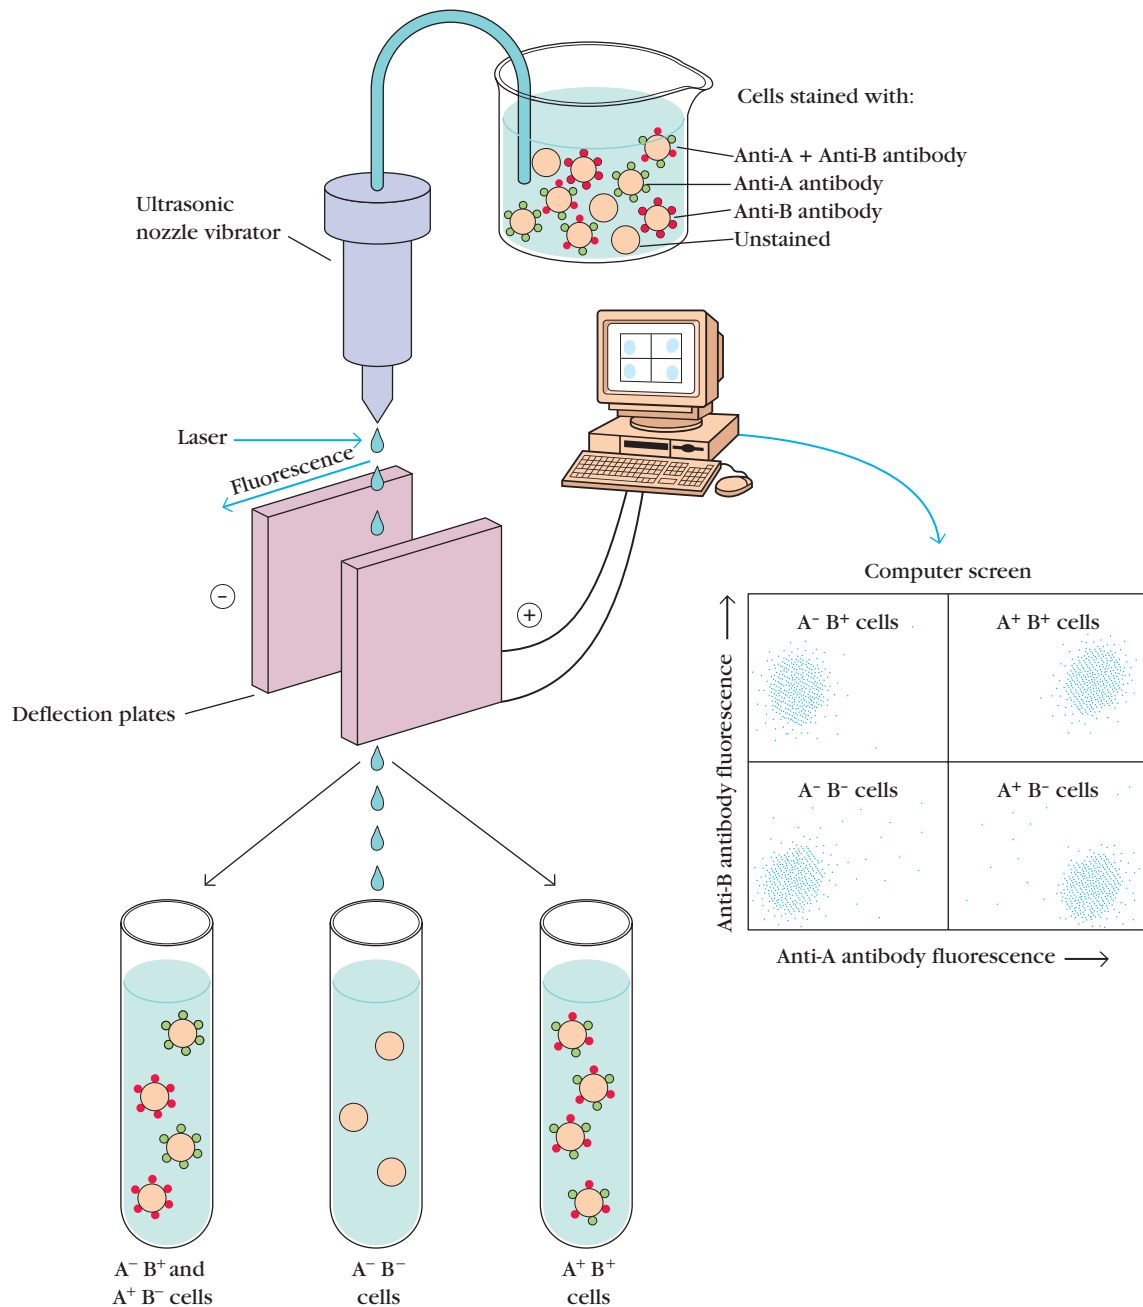 Cells stained with:
Anti-A + Anti-B antibody
Anti-A antibody
Anti-B antibody
Unstained
Ultrasonic
nozzle vibrator
Laser
Fluorescence
−
+
Deflection plates
Computer screen
A⁻ B⁺ cells
A⁺ B⁺ cells
A⁻ B⁻ cells
A⁺ B⁻ cells
Anti-B antibody fluorescence
Anti-A antibody fluorescence
A⁻ B⁺ and
A⁺ B⁻ cells
A⁻ B⁻
cells
A⁺ B⁺
cells